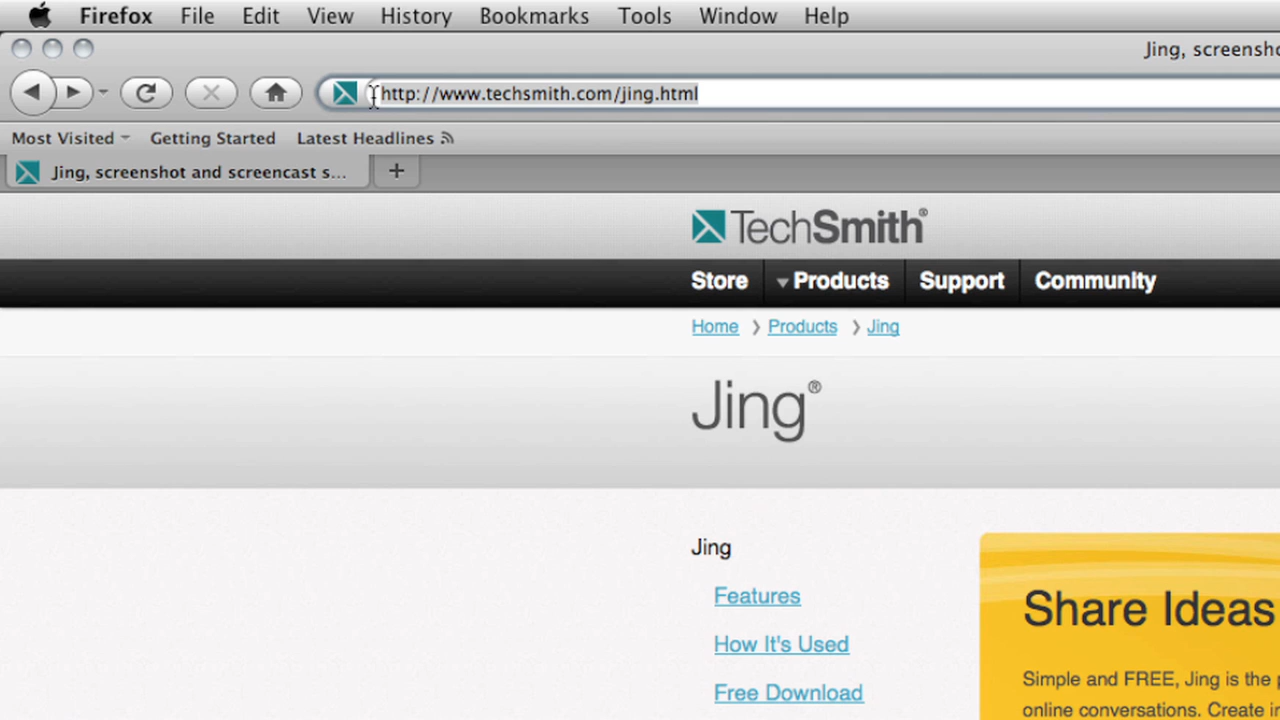 Firefox File Edit View History Bookmarks Tools Window Help
Jing,
http://www.techsmith.com/jing.html
Most Visited Getting Started Latest Headlines
Jing, screenshot and screencast s...
TechSmith®
Store Products Support Community
Home Products Jing
Jing®
Jing
Features
Share Ideas
How It's Used
Simple and FREE, Jing is the
Free Download
online conversations. Create